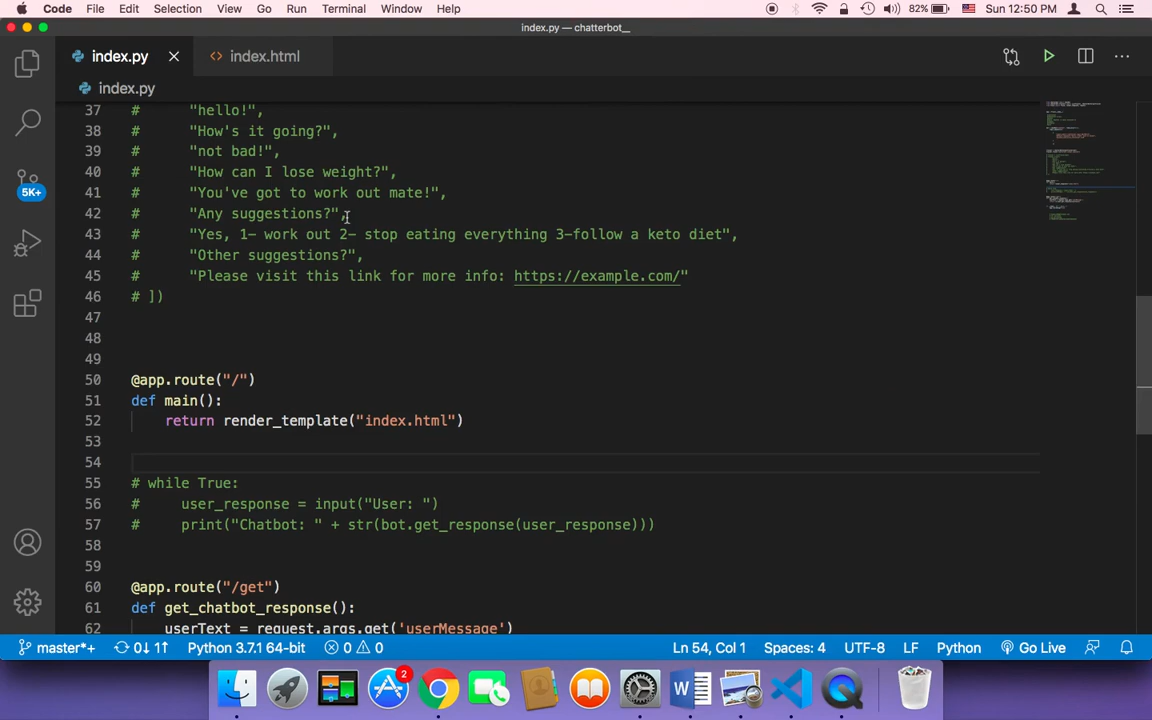 Code File Edit Selection View Go Run Terminal Window Help 82% Sun 12:50 PM
index.py — chatterbot_
index.py index.html
index.py
5K+
37 # "hello!",
38 # "How's it going?",
39 # "not bad!",
40 # "How can I lose weight?",
41 # "You've got to work out mate!",
42 # "Any suggestions?",
43 # "Yes, 1- work out 2- stop eating everything 3-follow a keto diet",
44 # "Other suggestions?",
45 # "Please visit this link for more info: https://example.com/"
46 # ])
47
48
49
50 @app.route("/")
51 def main():
52 return render_template("index.html")
53
54
55 # while True:
56 # user_response = input("User: ")
57 # print("Chatbot: " + str(bot.get_response(user_response)))
58
59
60 @app.route("/get")
61 def get_chatbot_response():
62 userText = request.args.get('userMessage')
master*+ 0↓ 1↑ Python 3.7.1 64-bit 0 0 Ln 54, Col 1 Spaces: 4 UTF-8 LF Python Go Live
2
W